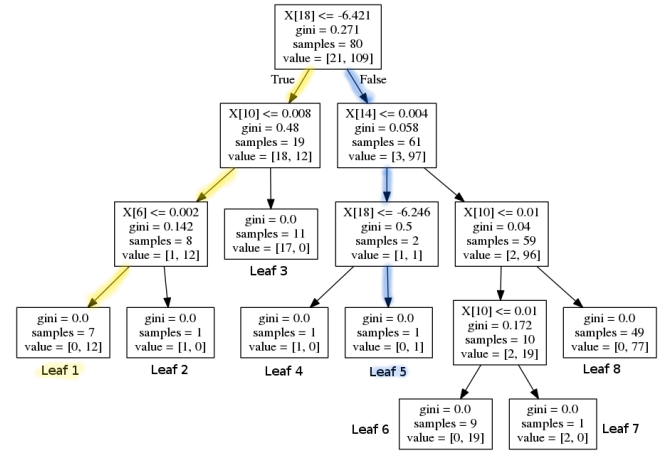 X[18] <= -6.421
gini = 0.271
samples = 80
value = [21, 109]
True
False
X[10] <= 0.008
gini = 0.48
samples = 19
value = [18, 12]
X[14] <= 0.004
gini = 0.058
samples = 61
value = [3, 97]
X[6] <= 0.002
gini = 0.142
samples = 8
value = [1, 12]
gini = 0.0
samples = 11
value = [17, 0]
Leaf 3
X[18] <= -6.246
gini = 0.5
samples = 2
value = [1, 1]
X[10] <= 0.01
gini = 0.04
samples = 59
value = [2, 96]
gini = 0.0
samples = 7
value = [0, 12]
Leaf 1
gini = 0.0
samples = 1
value = [1, 0]
Leaf 2
gini = 0.0
samples = 1
value = [1, 0]
Leaf 4
gini = 0.0
samples = 1
value = [0, 1]
Leaf 5
X[10] <= 0.01
gini = 0.172
samples = 10
value = [2, 19]
gini = 0.0
samples = 49
value = [0, 77]
Leaf 8
Leaf 6
gini = 0.0
samples = 9
value = [0, 19]
gini = 0.0
samples = 1
value = [2, 0]
Leaf 7